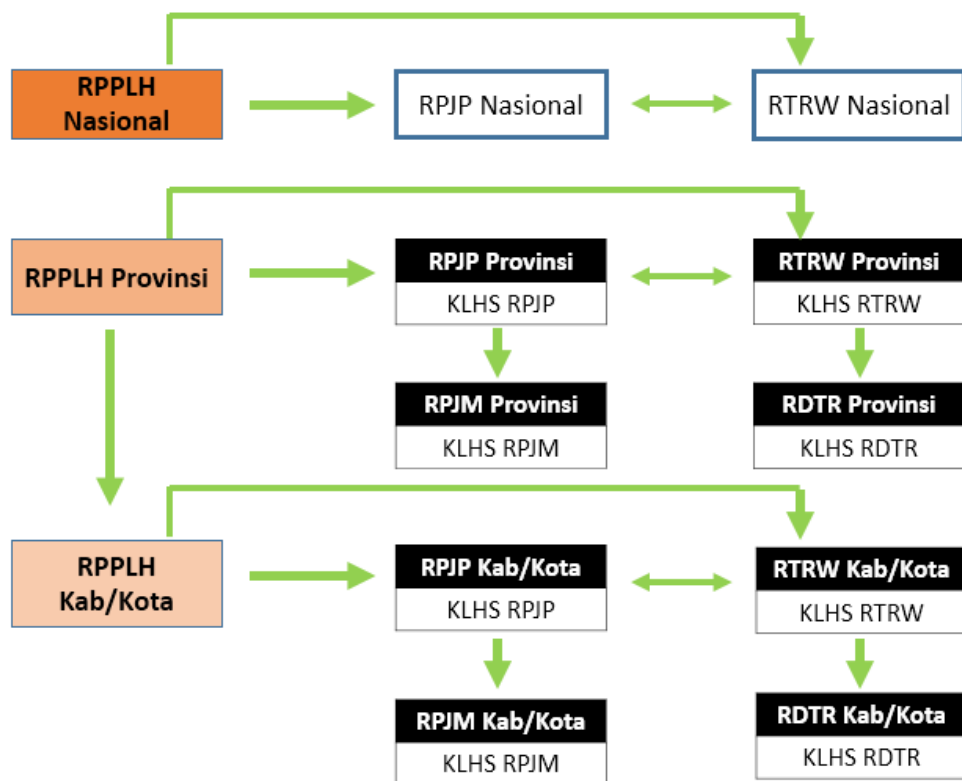 RPPLH
Nasional
RPJP Nasional
RTRW Nasional
RPPLH Provinsi
RPJP Provinsi
KLHS RPJP
RTRW Provinsi
KLHS RTRW
RPJM Provinsi
KLHS RPJM
RDTR Provinsi
KLHS RDTR
RPPLH
Kab/Kota
RPJP Kab/Kota
KLHS RPJP
RTRW Kab/Kota
KLHS RTRW
RPJM Kab/Kota
KLHS RPJM
RDTR Kab/Kota
KLHS RDTR